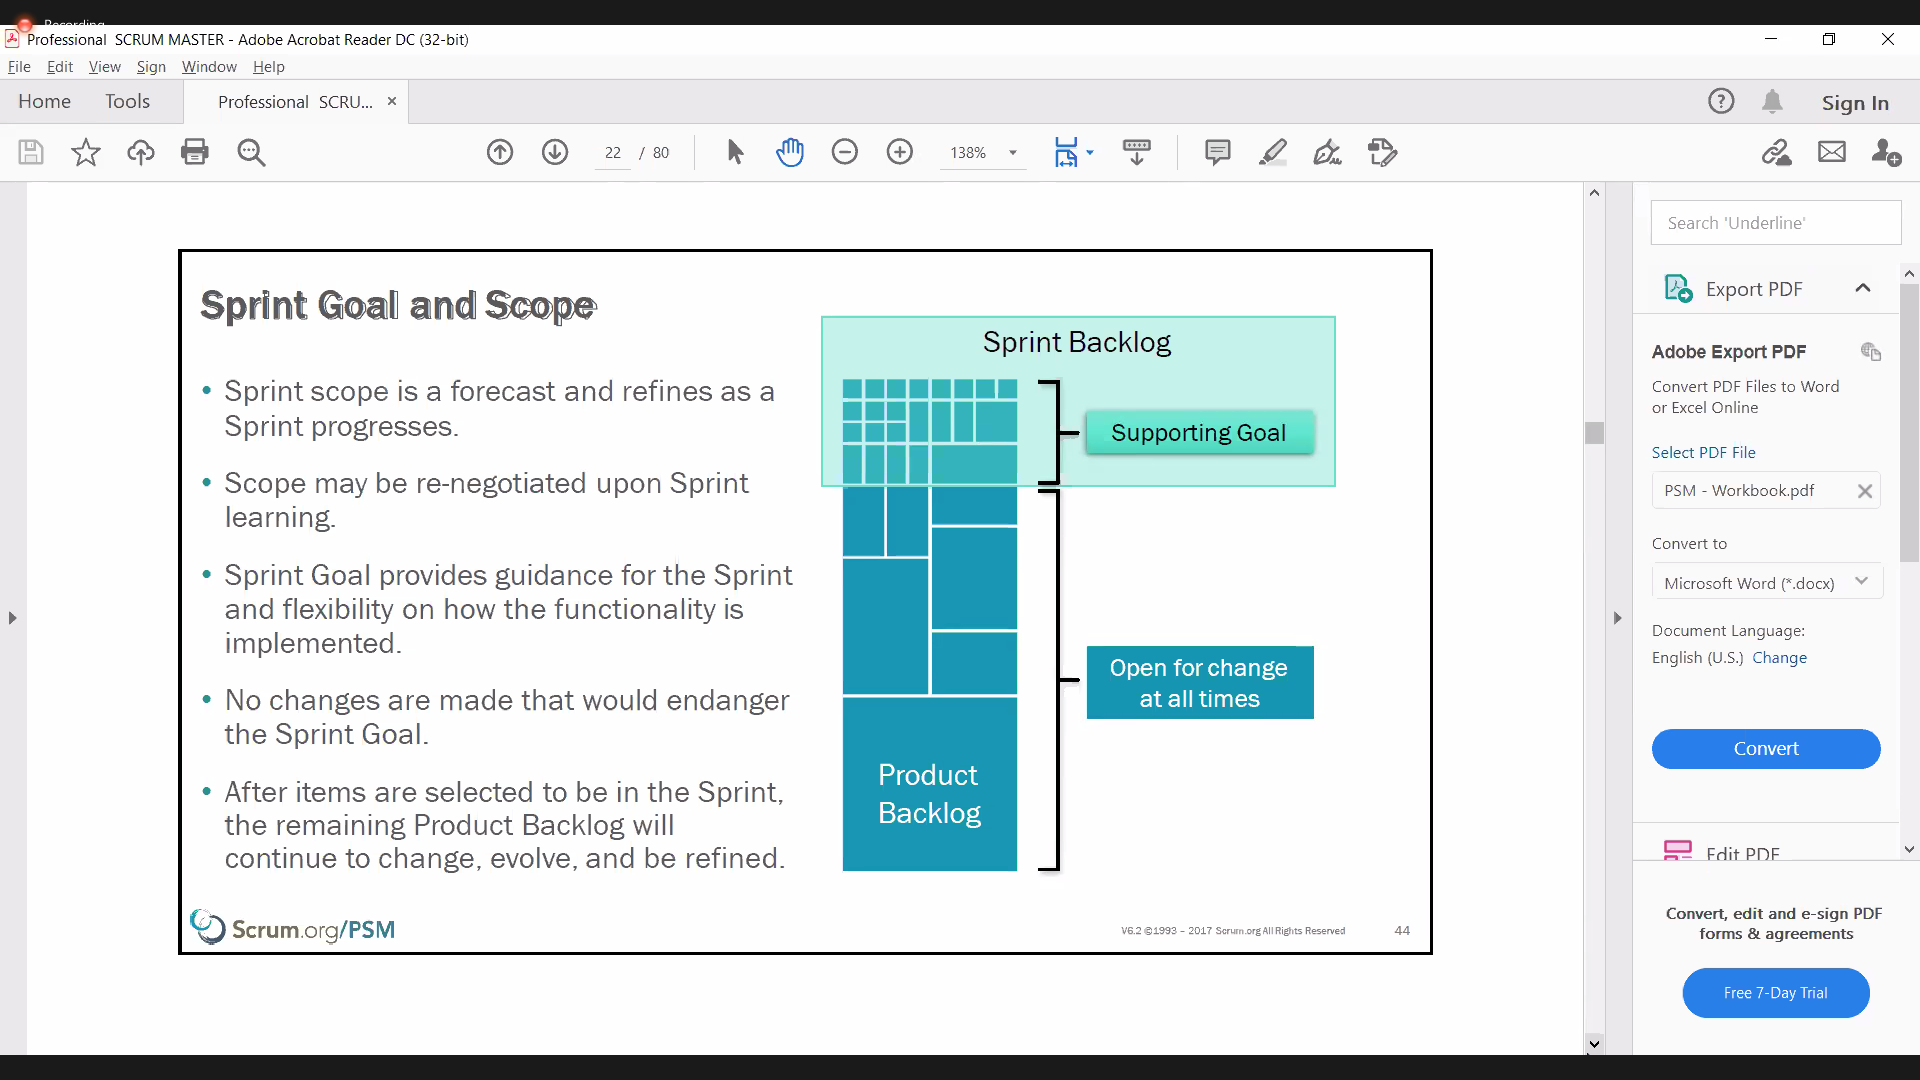 Recording
Professional SCRUM MASTER - Adobe Acrobat Reader DC (32-bit)
File Edit View Sign Window Help
Home Tools Professional SCRU... Sign In
22 / 80 138%
Search 'Underline'
Export PDF
Adobe Export PDF
Convert PDF Files to Word
or Excel Online
Select PDF File
PSM - Workbook.pdf
Convert to
Microsoft Word (*.docx)
Document Language:
English (U.S.) Change
Convert
Edit PDF
Convert, edit and e-sign PDF
forms & agreements
Free 7-Day Trial
Sprint Goal and Scope
• Sprint scope is a forecast and refines as a
Sprint progresses.
• Scope may be re-negotiated upon Sprint
learning.
• Sprint Goal provides guidance for the Sprint
and flexibility on how the functionality is
implemented.
• No changes are made that would endanger
the Sprint Goal.
• After items are selected to be in the Sprint,
the remaining Product Backlog will
continue to change, evolve, and be refined.
Sprint Backlog
Supporting Goal
Open for change
at all times
Product
Backlog
Scrum.org/PSM
V6.2 ©1993 – 2017 Scrum.org All Rights Reserved
44